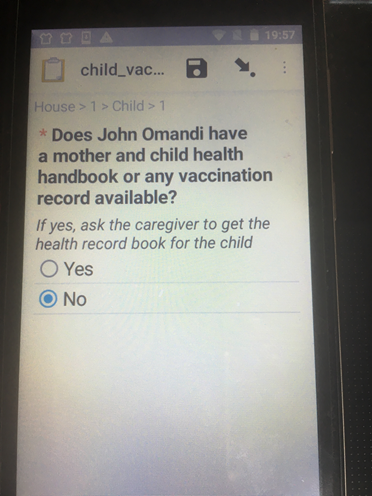 19:57
child_vac...
House > 1 > Child > 1
* Does John Omandi have
a mother and child health
handbook or any vaccination
record available?
If yes, ask the caregiver to get the
health record book for the child
Yes
No